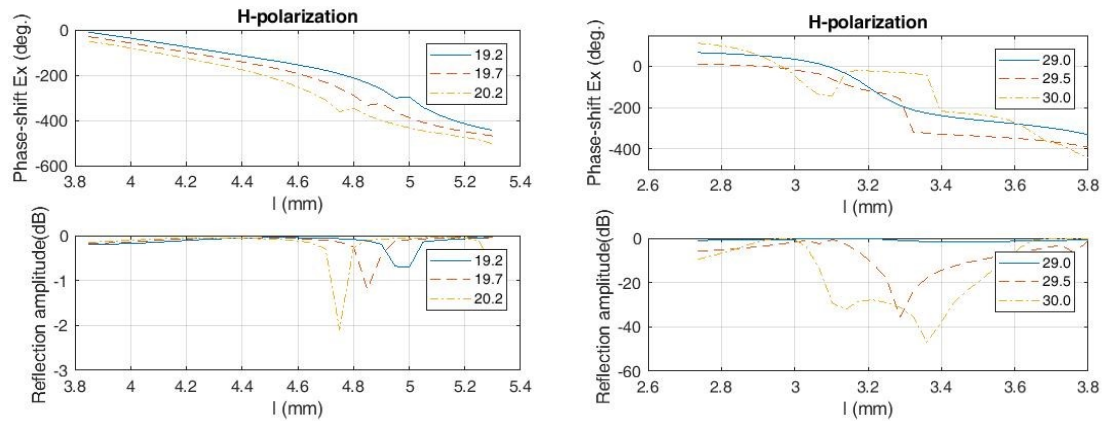 H-polarization
Phase-shift Ex (deg.)
0
-200
-400
-600
19.2
19.7
20.2
3.8 4 4.2 4.4 4.6 4.8 5 5.2 5.4
l (mm)
Reflection amplitude(dB)
0
-1
-2
-3
19.2
19.7
20.2
3.8 4 4.2 4.4 4.6 4.8 5 5.2 5.4
l (mm)
H-polarization
Phase-shift Ex (deg.)
0
-200
-400
29.0
29.5
30.0
2.6 2.8 3 3.2 3.4 3.6 3.8
l (mm)
Reflection amplitude(dB)
0
-20
-40
-60
29.0
29.5
30.0
2.6 2.8 3 3.2 3.4 3.6 3.8
l (mm)